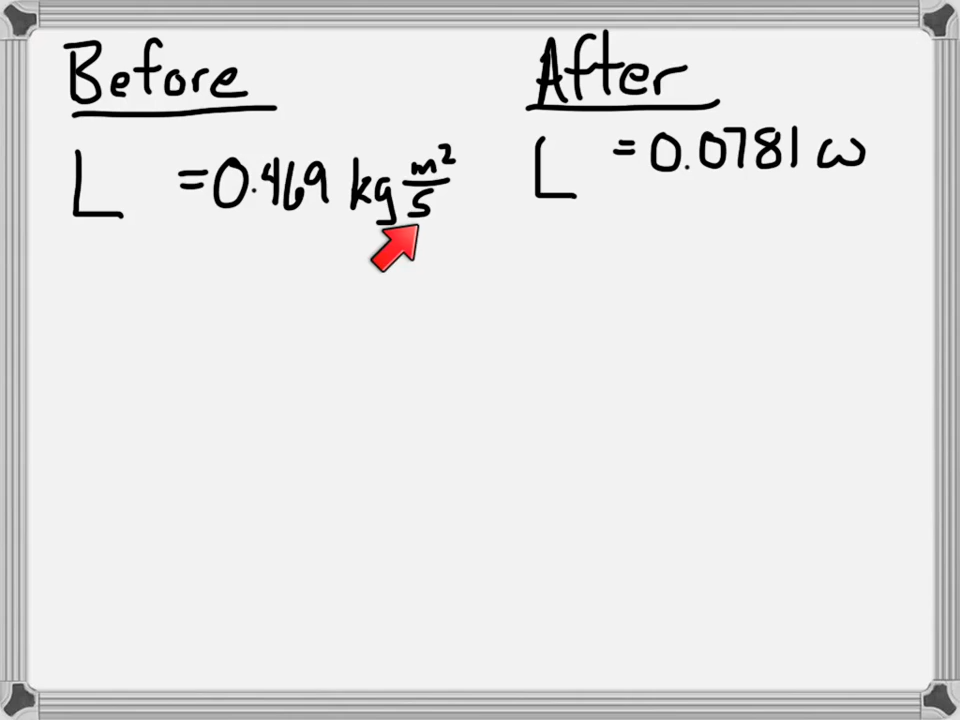 Before
After
L = 0.469 kg m²/s
L = 0.0781 ω